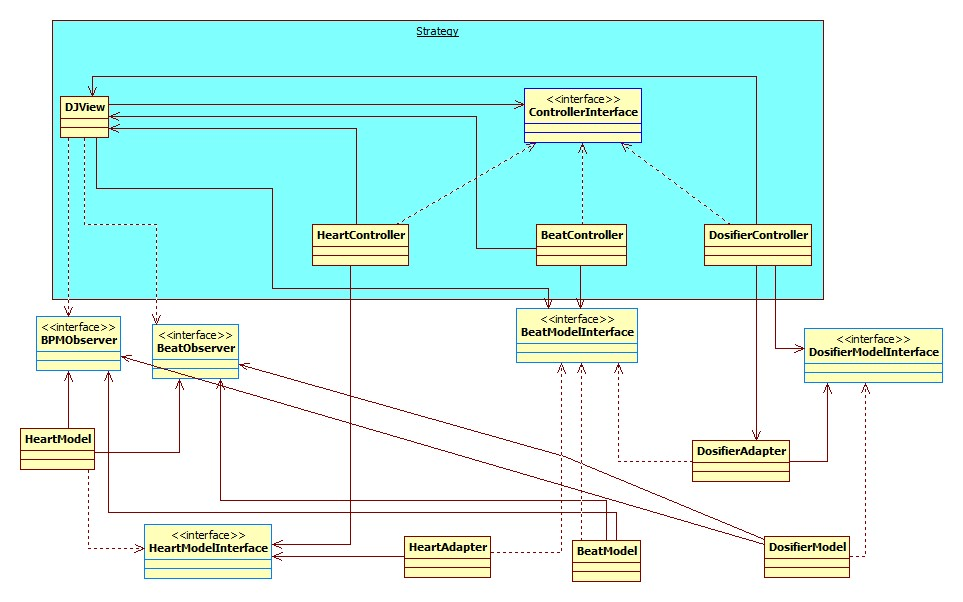 Strategy
DJView
<<interface>>
ControllerInterface
HeartController
BeatController
DosifierController
<<interface>>
BPMObserver
<<interface>>
BeatObserver
<<interface>>
BeatModelInterface
<<interface>>
DosifierModelInterface
HeartModel
DosifierAdapter
<<interface>>
HeartModelInterface
HeartAdapter
BeatModel
DosifierModel